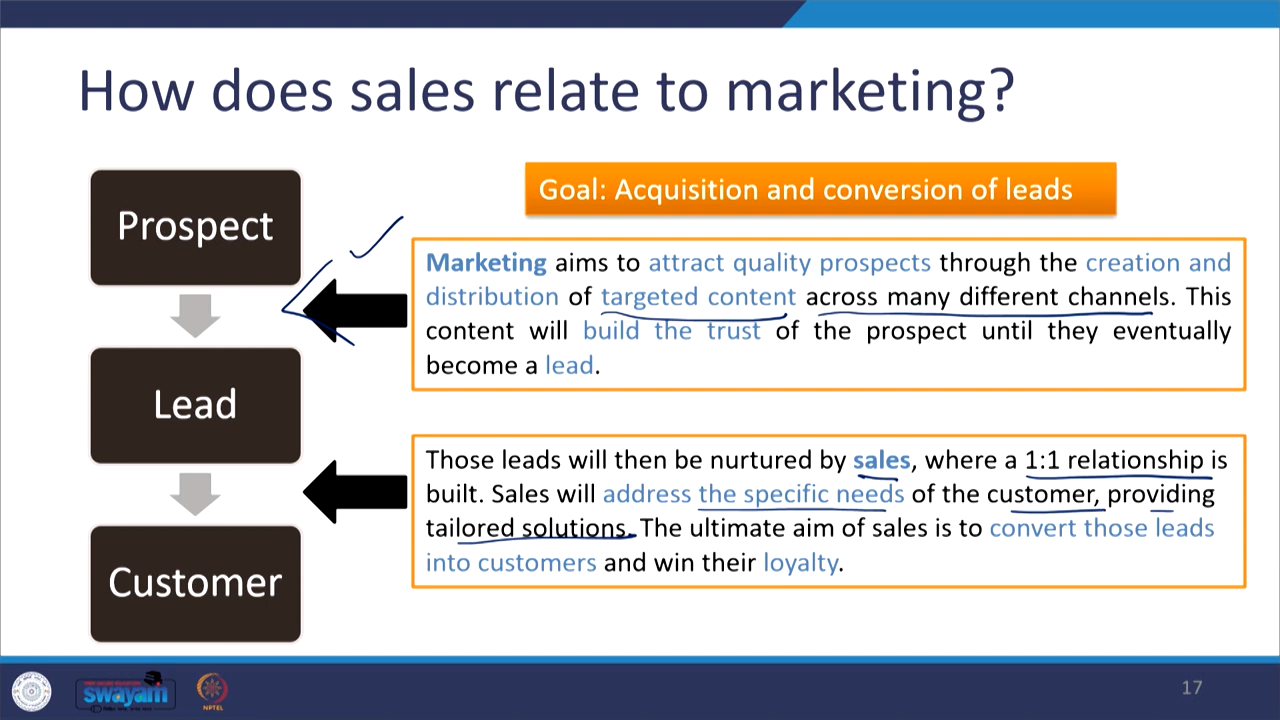 How does sales relate to marketing?
Prospect
Lead
Customer
Goal: Acquisition and conversion of leads
Marketing aims to attract quality prospects through the creation and
distribution of targeted content across many different channels. This
content will build the trust of the prospect until they eventually
become a lead.
Those leads will then be nurtured by sales, where a 1:1 relationship is
built. Sales will address the specific needs of the customer, providing
tailored solutions. The ultimate aim of sales is to convert those leads
into customers and win their loyalty.
swayam
NPTEL
17